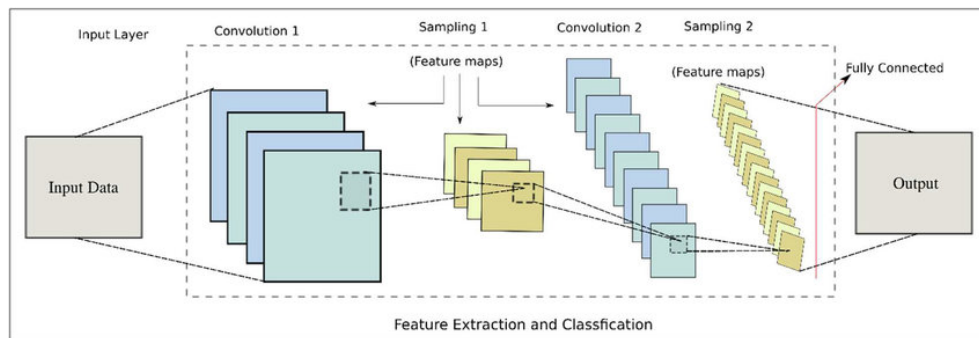 Input Layer
Convolution 1
Sampling 1
Convolution 2
Sampling 2
(Feature maps)
(Feature maps)
Fully Connected
Input Data
Output
Feature Extraction and Classfication